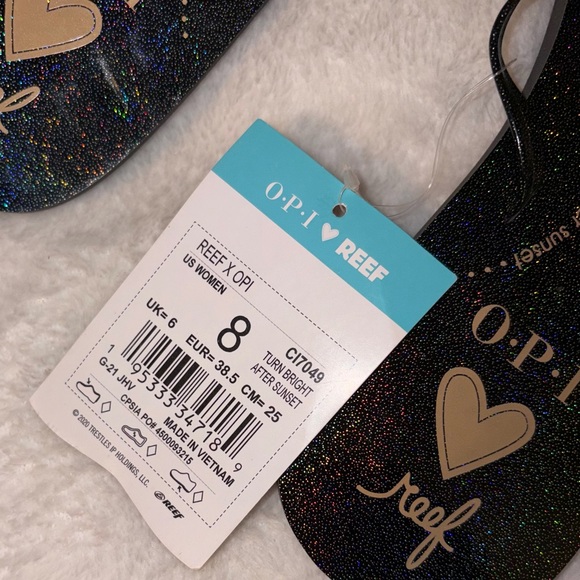 O·P·I ♥ REEF
REEF X OPI
US WOMEN
8
CI7049
TURN BRIGHT
AFTER SUNSET
UK= 6 EUR= 38.5 CM= 25
1 95333 34718 9
G-21 JHV
CPSIA PO# 4500093215
MADE IN VIETNAM
© 2020 TRESTLES IP HOLDINGS, LLC.
REEF
sunset
O·P·I
reef